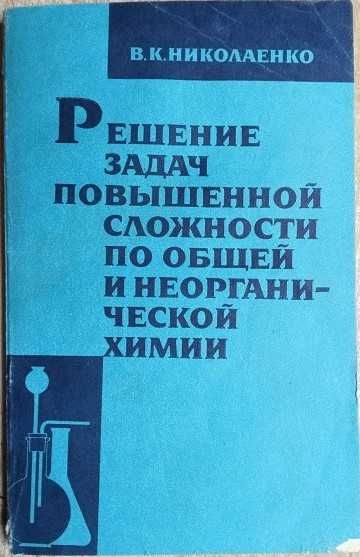 В.К.НИКОЛАЕНКО
РЕШЕНИЕ
ЗАДАЧ
ПОВЫШЕННОЙ
СЛОЖНОСТИ
ПО ОБЩЕЙ
И НЕОРГАНИ-
ЧЕСКОЙ
ХИМИИ